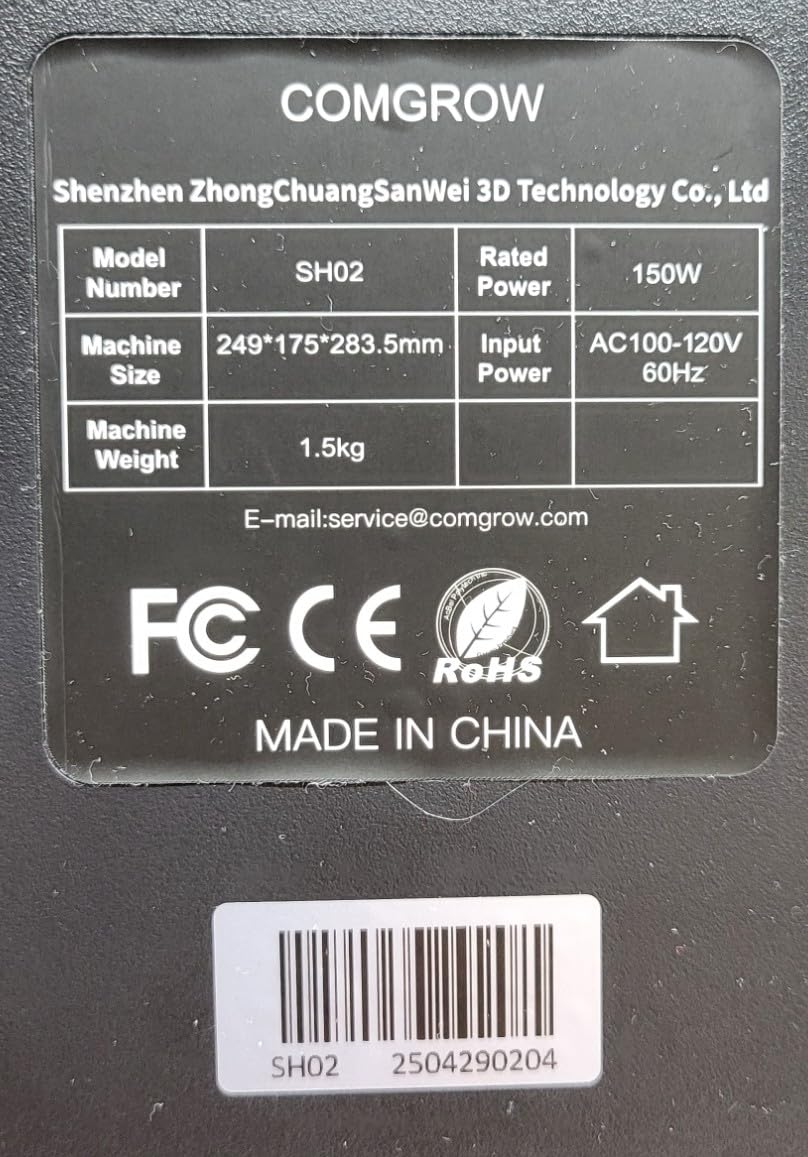 COMGROW
Shenzhen ZhongChuangSanWei 3D Technology Co., Ltd
Model Number SH02 Rated Power 150W
Machine Size 249*175*283.5mm Input Power AC100-120V 60Hz
Machine Weight 1.5kg
E-mail:service@comgrow.com
FC CE RoHS
MADE IN CHINA
SH02 2504290204